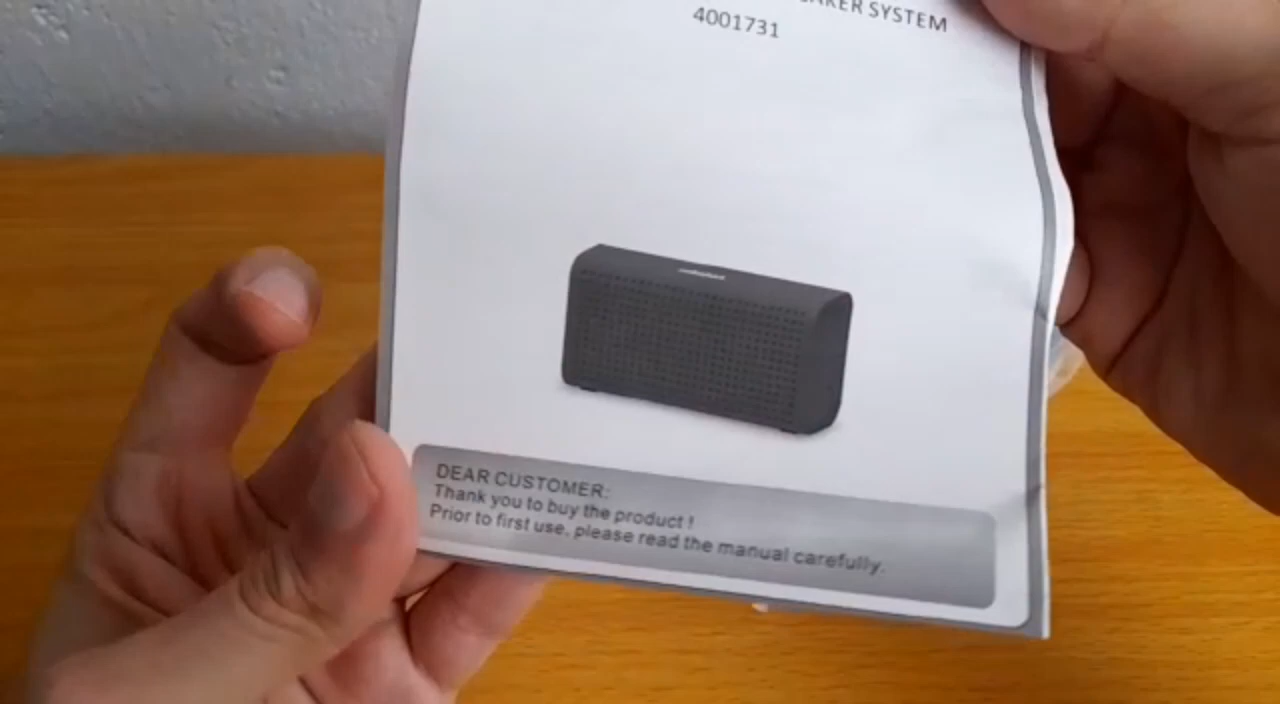 SYSTEM
4001731
DEAR CUSTOMER:
Thank you to buy the product !
Prior to first use, please read the manual carefully.